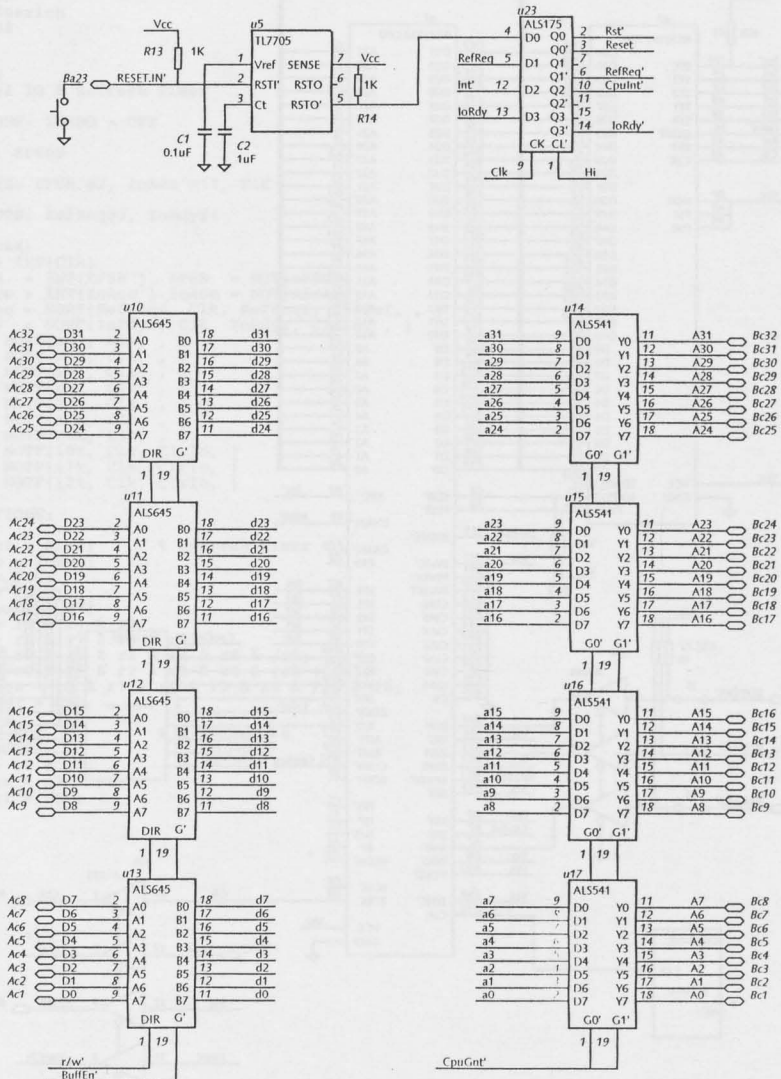 Vcc
R13
1K
Ba23
RESET.IN'
C1
0.1uF
C2
1uF
u5
TL7705
1 Vref SENSE 7 Vcc
2 RSTI' RSTO 6
3 Ct RSTO' 5
1K
R14
u23
ALS175
4 D0 Q0 2 Rst'
Q0' 3 Reset
RefReq 5 D1 Q1 7
Q1' 6 RefReq'
Int' 12 D2 Q2 10 CpuInt'
Q2' 11
IoRdy 13 D3 Q3 15
Q3' 14 IoRdy'
CK CL'
9 1
Clk Hi
u10
ALS645
Ac32 D31 2 A0 B0 18 d31
Ac31 D30 3 A1 B1 17 d30
Ac30 D29 4 A2 B2 16 d29
Ac29 D28 5 A3 B3 15 d28
Ac28 D27 6 A4 B4 14 d27
Ac27 D26 7 A5 B5 13 d26
Ac26 D25 8 A6 B6 12 d25
Ac25 D24 9 A7 B7 11 d24
DIR G'
1 19
u11
ALS645
Ac24 D23 2 A0 B0 18 d23
Ac23 D22 3 A1 B1 17 d22
Ac22 D21 4 A2 B2 16 d21
Ac21 D20 5 A3 B3 15 d20
Ac20 D19 6 A4 B4 14 d19
Ac19 D18 7 A5 B5 13 d18
Ac18 D17 8 A6 B6 12 d17
Ac17 D16 9 A7 B7 11 d16
DIR G'
1 19
u12
ALS645
Ac16 D15 2 A0 B0 18 d15
Ac15 D14 3 A1 B1 17 d14
Ac14 D13 4 A2 B2 16 d13
Ac13 D12 5 A3 B3 15 d12
Ac12 D11 6 A4 B4 14 d11
Ac11 D10 7 A5 B5 13 d10
Ac10 D9 8 A6 B6 12 d9
Ac9 D8 9 A7 B7 11 d8
DIR G'
1 19
u13
ALS645
Ac8 D7 2 A0 B0 18 d7
Ac7 D6 3 A1 B1 17 d6
Ac6 D5 4 A2 B2 16 d5
Ac5 D4 5 A3 B3 15 d4
Ac4 D3 6 A4 B4 14 d3
Ac3 D2 7 A5 B5 13 d2
Ac2 D1 8 A6 B6 12 d1
Ac1 D0 9 A7 B7 11 d0
DIR G'
1 19
r/w'
BuffEn'
u14
ALS541
a31 9 D0 Y0 11 A31 Bc32
a30 8 D1 Y1 12 A30 Bc31
a29 7 D2 Y2 13 A29 Bc30
a28 6 D3 Y3 14 A28 Bc29
a27 5 D4 Y4 15 A27 Bc28
a26 4 D5 Y5 16 A26 Bc27
a25 3 D6 Y6 17 A25 Bc26
a24 2 D7 Y7 18 A24 Bc25
G0' G1'
1 19
u15
ALS541
a23 9 D0 Y0 11 A23 Bc24
a22 8 D1 Y1 12 A22 Bc23
a21 7 D2 Y2 13 A21 Bc22
a20 6 D3 Y3 14 A20 Bc21
a19 5 D4 Y4 15 A19 Bc20
a18 4 D5 Y5 16 A18 Bc19
a17 3 D6 Y6 17 A17 Bc18
a16 2 D7 Y7 18 A16 Bc17
G0' G1'
1 19
u16
ALS541
a15 9 D0 Y0 11 A15 Bc16
a14 8 D1 Y1 12 A14 Bc15
a13 7 D2 Y2 13 A13 Bc14
a12 6 D3 Y3 14 A12 Bc13
a11 5 D4 Y4 15 A11 Bc12
a10 4 D5 Y5 16 A10 Bc11
a9 3 D6 Y6 17 A9 Bc10
a8 2 D7 Y7 18 A8 Bc9
G0' G1'
1 19
u17
ALS541
a7 9 D0 Y0 11 A7 Bc8
a6 D1 Y1 12 A6 Bc7
a5 D2 Y2 13 A5 Bc6
a4 D3 Y3 14 A4 Bc5
a3 D4 Y4 15 A3 Bc4
a2 D5 Y5 16 A2 Bc3
a1 D6 Y6 17 A1 Bc2
a0 D7 Y7 18 A0 Bc1
G0' G1'
1 19
CpuGnt'